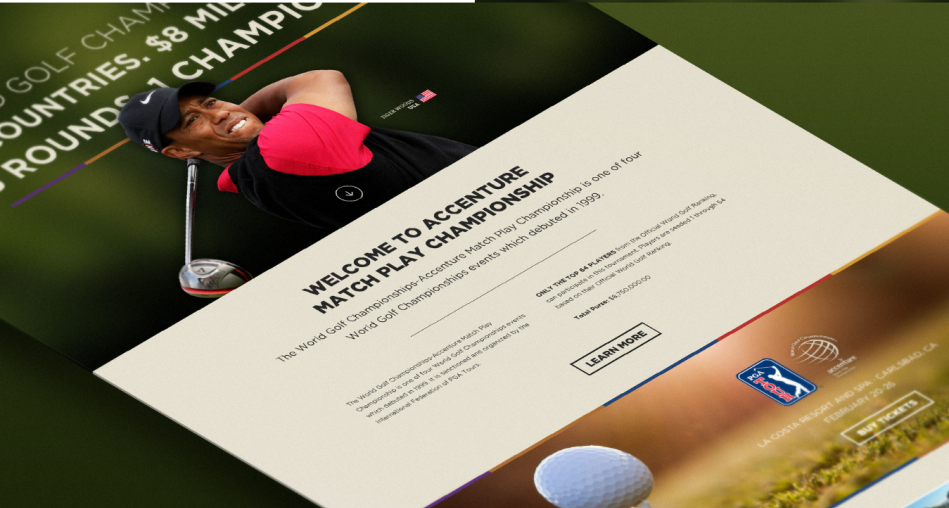 GOLF CHAMP
COUNTRIES. $8 MIL
ROUNDS. 1 CHAMPIO
TIGER WOODS
USA
WELCOME TO ACCENTURE
MATCH PLAY CHAMPIONSHIP
The World Golf Championships-Accenture Match Play Championship is one of four
World Golf Championships events which debuted in 1999.
The World Golf Championships-Accenture Match Play
Championship is one of four World Golf Championships events
which debuted in 1999. It is sanctioned and organized by the
International Federation of PGA Tours.
ONLY THE TOP 64 PLAYERS from the Official World Golf Ranking
can participate in this tournament. Players are seeded 1 through 64
based on their Official World Golf Ranking.
Total Purse: $8,750,000.00
LEARN MORE
PGA
TOUR
LA COSTA RESORT AND SPA, CARLSBAD, CA
FEBRUARY 20-26
BUY TICKETS